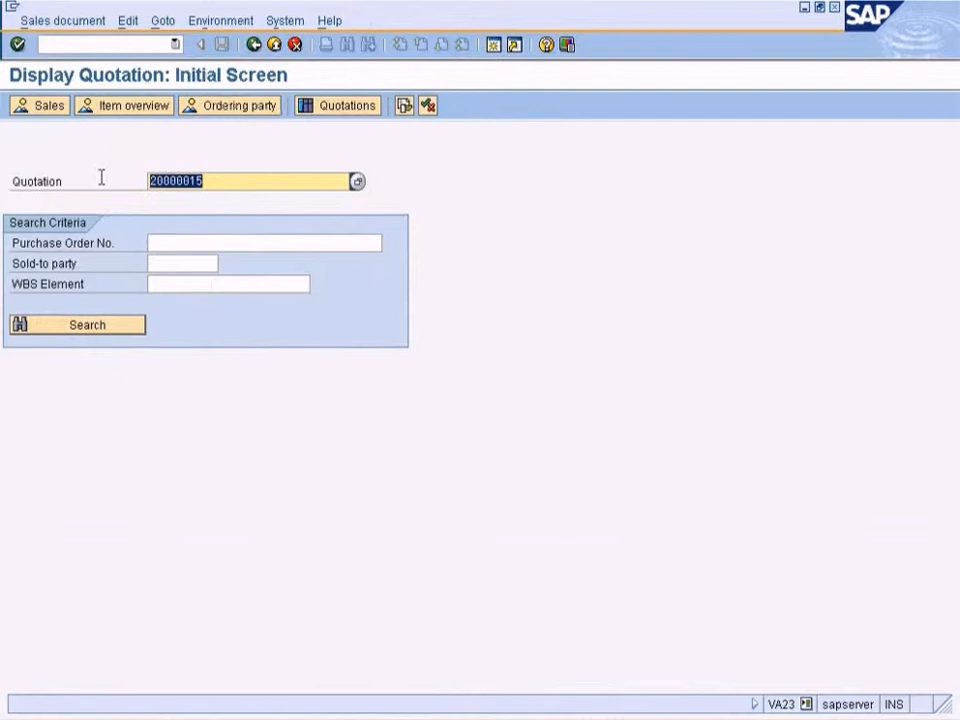 Sales document Edit Goto Environment System Help
SAP
Display Quotation: Initial Screen
Sales Item overview Ordering party Quotations
Quotation 20000015
Search Criteria
Purchase Order No.
Sold-to party
WBS Element
Search
VA23 sapserver INS